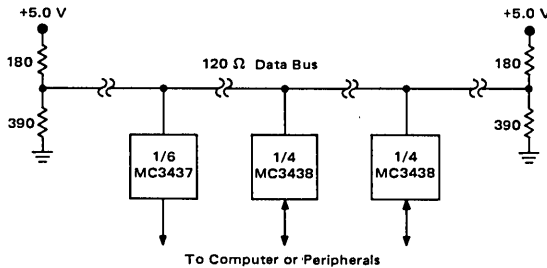 +5.0 V
+5.0 V
180
120 Ω Data Bus
180
390
390
1/6
MC3437
1/4
MC3438
1/4
MC3438
To Computer or Peripherals